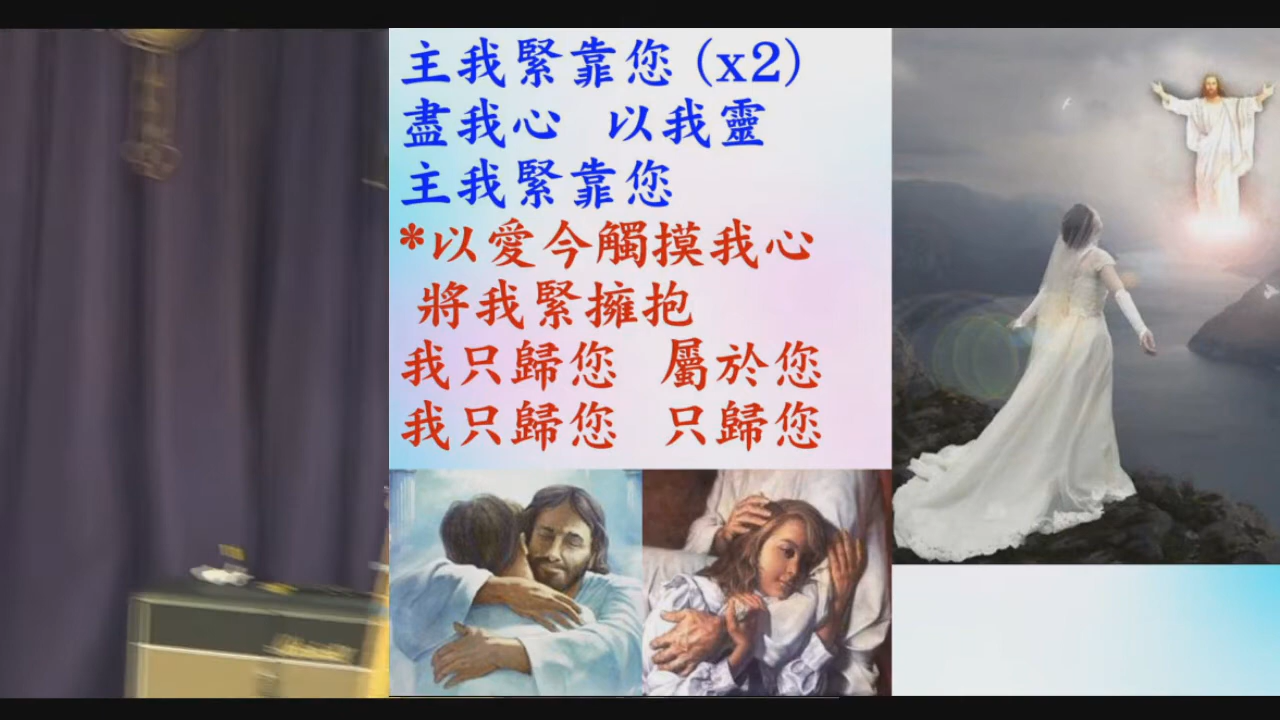 主我緊靠您 (x2)
盡我心 以我靈
主我緊靠您
*以愛今觸摸我心
將我緊擁抱
我只歸您 屬於您
我只歸您 只歸您